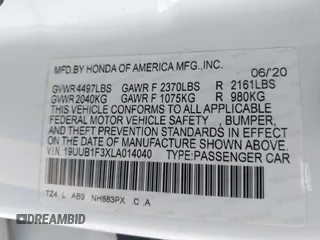 MFD.BY HONDA OF AMERICA MFG.,INC.
06/'20
GVWR 4497LBS GAWR F 2370LBS R 2161LBS
GVWR 2040KG GAWR F 1075KG R 980KG
THIS VEHICLE CONFORMS TO ALL APPLICABLE
FEDERAL MOTOR VEHICLE SAFETY , BUMPER,
AND THEFT PREVENTION STANDARDS IN EFFECT
ON THE DATE OF MANUFACTURE SHOWN ABOVE.
V.I.N:19UUB1F3XLA014040 TYPE:PASSENGER CAR
TZ4 L AB9 NH883PX .C .A
DREAMBID